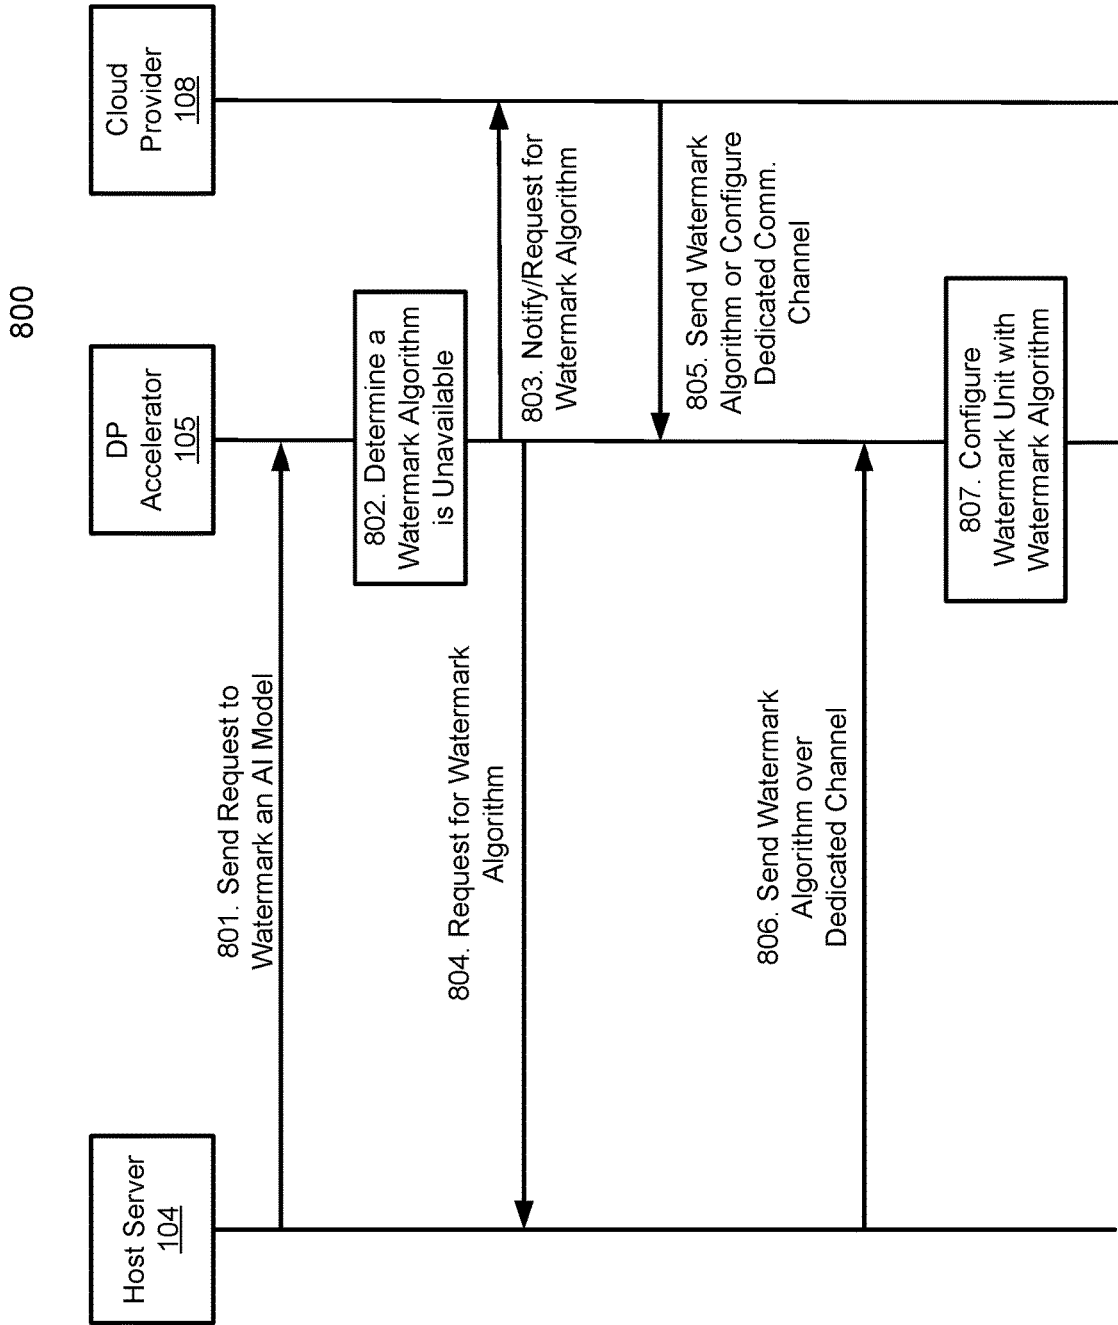 800
Host Server
104
DP
Accelerator
105
Cloud
Provider
108
801. Send Request to
Watermark an AI Model
802. Determine a
Watermark Algorithm
is Unavailable
803. Notify/Request for
Watermark Algorithm
804. Request for Watermark
Algorithm
805. Send Watermark
Algorithm or Configure
Dedicated Comm.
Channel
806. Send Watermark
Algorithm over
Dedicated Channel
807. Configure
Watermark Unit with
Watermark Algorithm